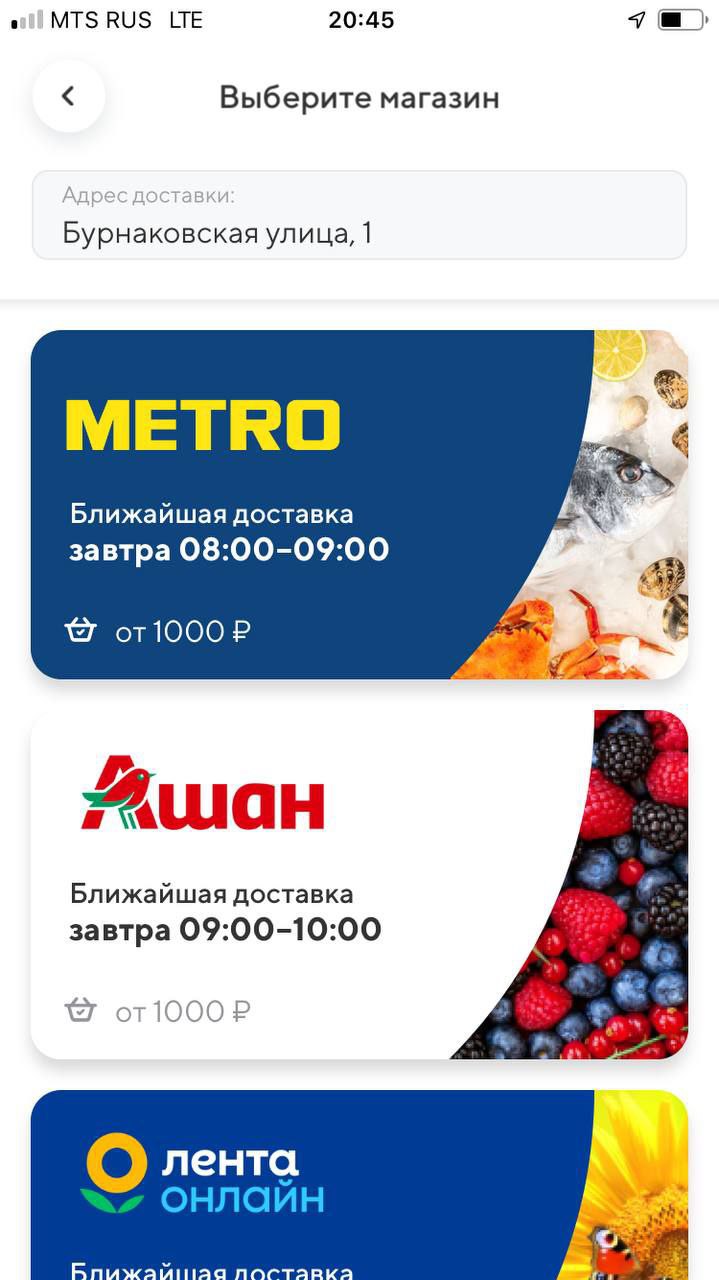 MTS RUS LTE 20:45
Выберите магазин
Адрес доставки:
Бурнаковская улица, 1
METRO
Ближайшая доставка
завтра 08:00–09:00
от 1000 ₽
Ашан
Ближайшая доставка
завтра 09:00–10:00
от 1000 ₽
лента
онлайн
Ближайшая доставка